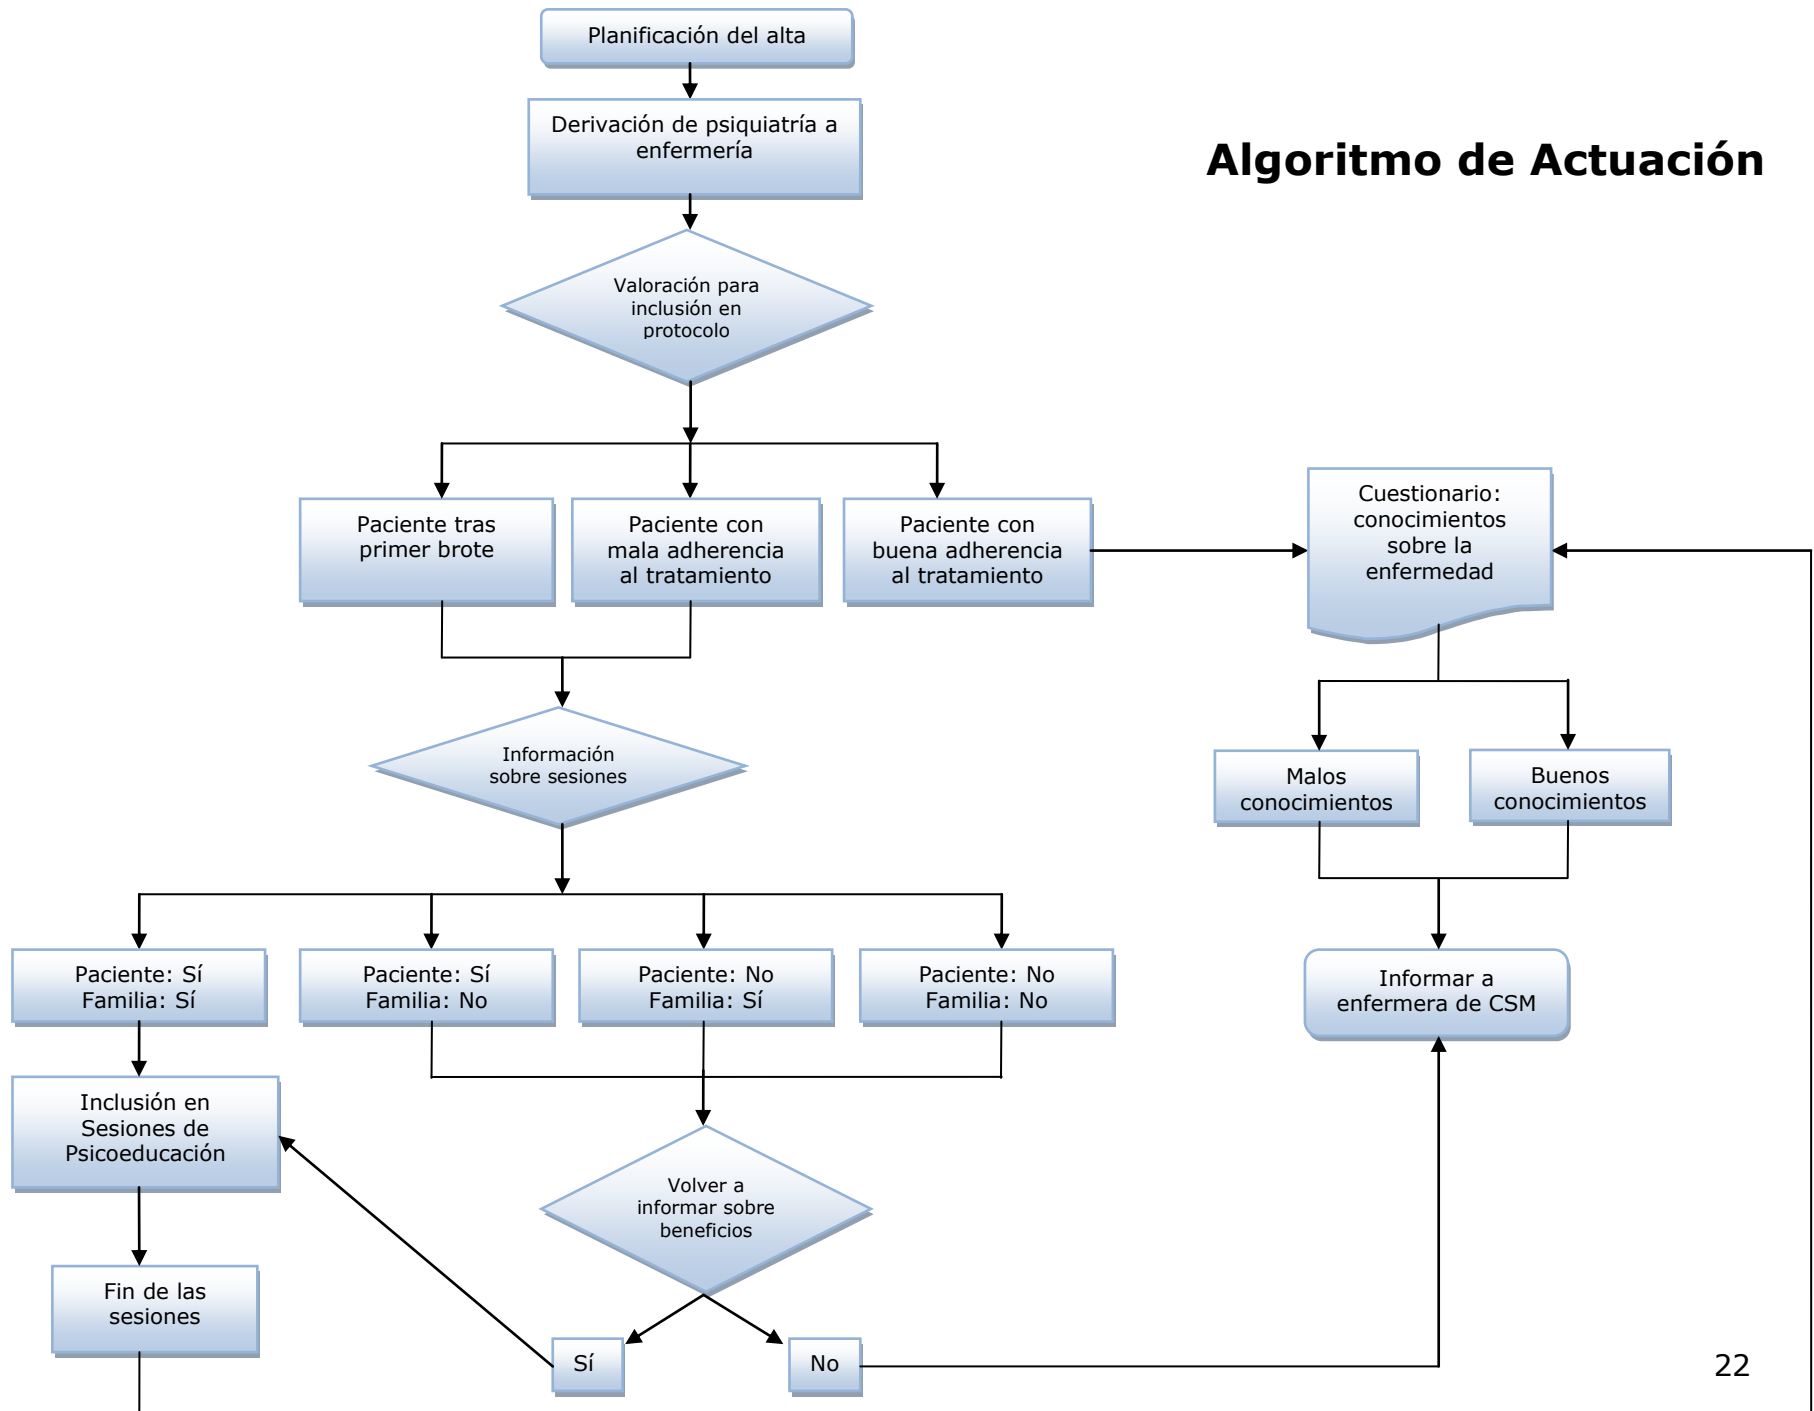 Planificación del alta
Derivación de psiquiatría a
enfermería
Algoritmo de Actuación
Valoración para
inclusión en
protocolo
Paciente tras
primer brote
Paciente con
mala adherencia
al tratamiento
Paciente con
buena adherencia
al tratamiento
Cuestionario:
conocimientos
sobre la
enfermedad
Información
sobre sesiones
Malos
conocimientos
Buenos
conocimientos
Paciente: Sí
Familia: Sí
Paciente: Sí
Familia: No
Paciente: No
Familia: Sí
Paciente: No
Familia: No
Informar a
enfermera de CSM
Inclusión en
Sesiones de
Psicoeducación
Volver a
informar sobre
beneficios
Fin de las
sesiones
Sí
No
22